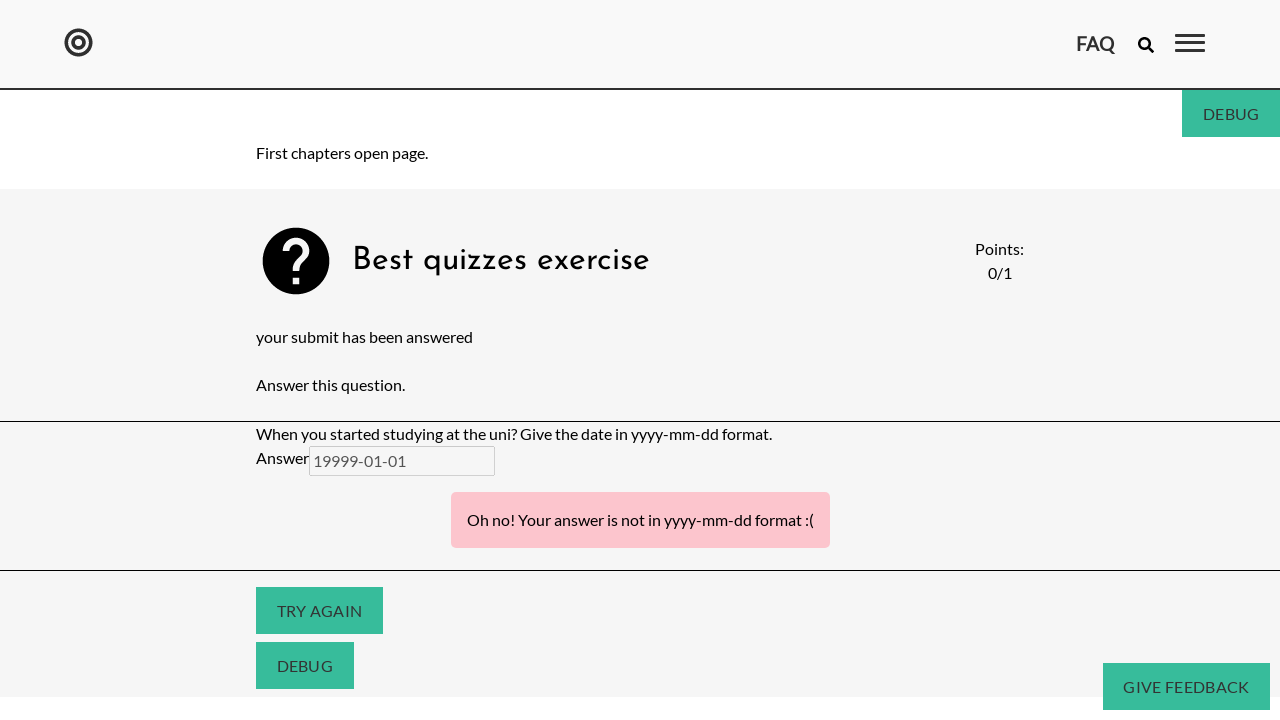 FAQ
DEBUG
First chapters open page.
Best quizzes exercise
Points:
0/1
your submit has been answered
Answer this question.
When you started studying at the uni? Give the date in yyyy-mm-dd format.
Answer 19999-01-01
Oh no! Your answer is not in yyyy-mm-dd format :(
TRY AGAIN
DEBUG
GIVE FEEDBACK